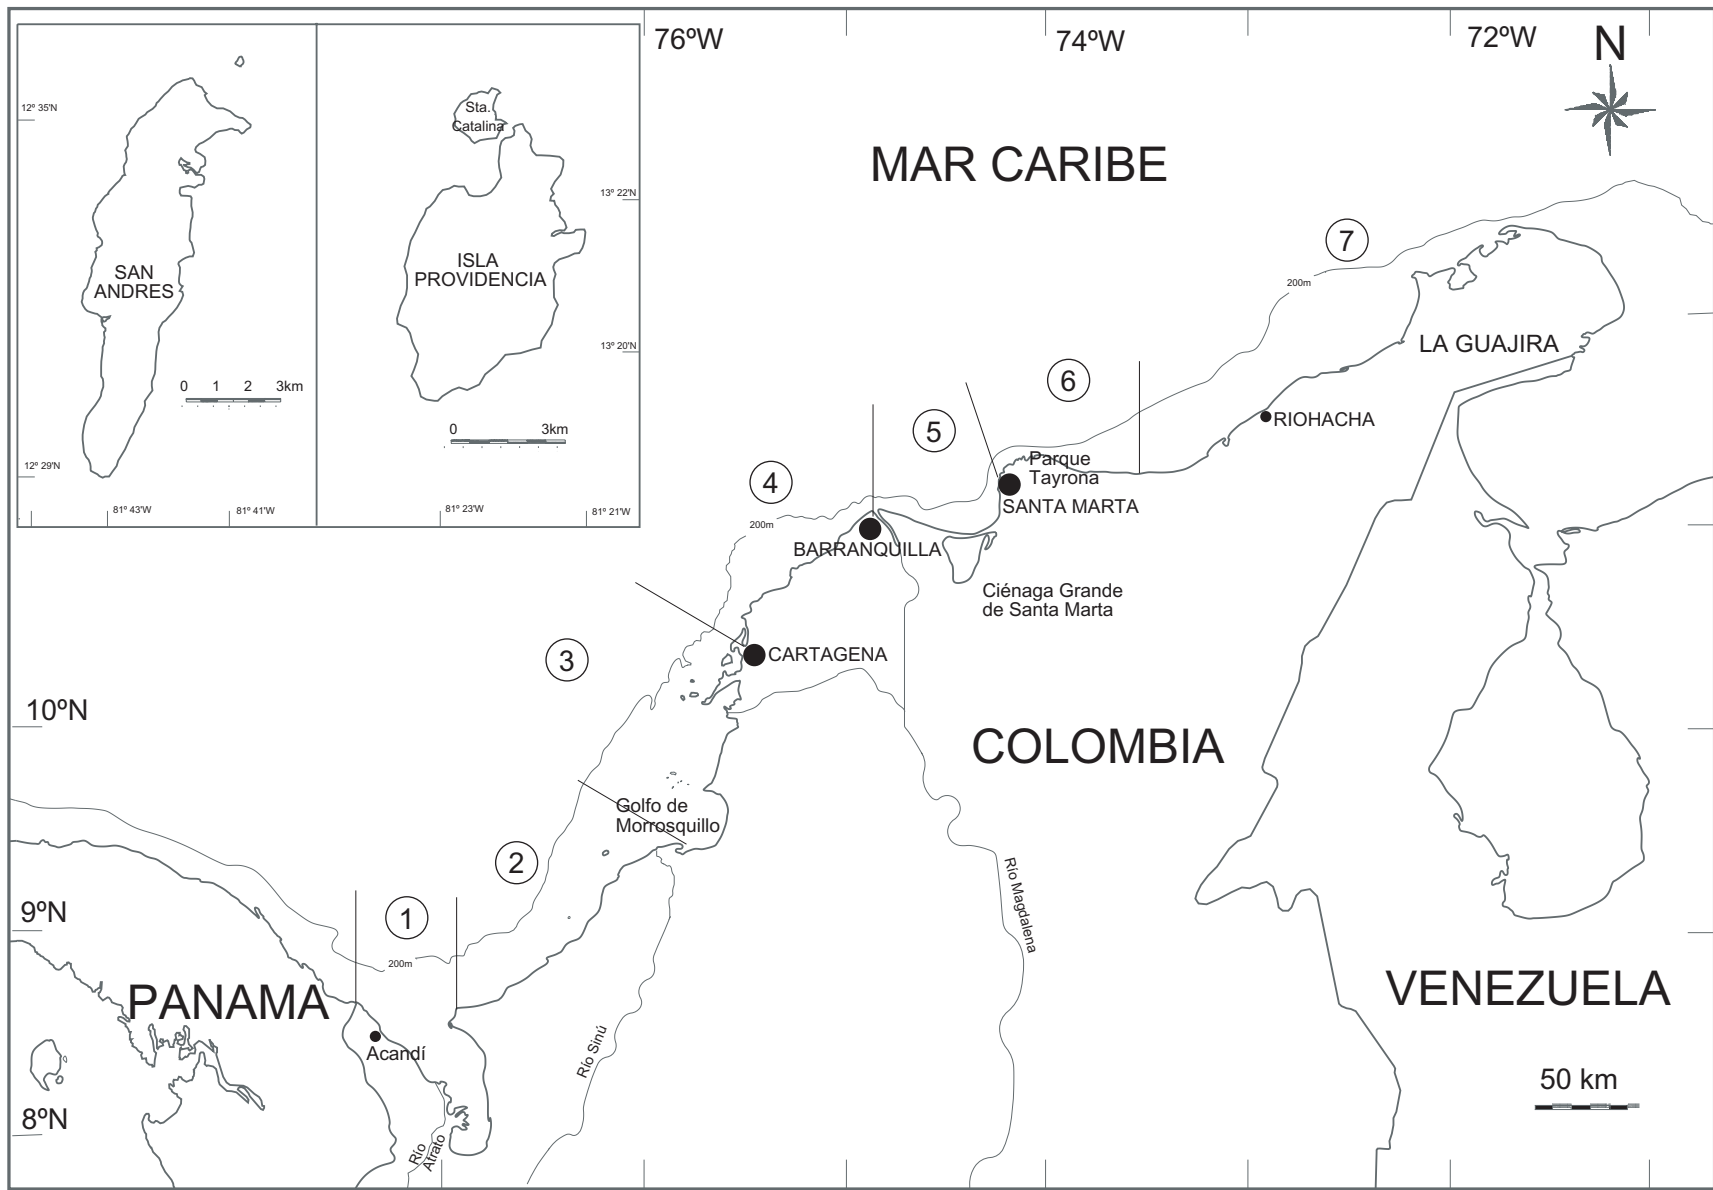 76ºW
74ºW
72ºW
N
12º 35'N
Sta.
Catalina
13º 22'N
MAR CARIBE
7
SAN
ANDRES
ISLA
PROVIDENCIA
200m
13º 20'N
LA GUAJIRA
0 1 2 3km
6
0 3km
5
RIOHACHA
12º 29'N
Parque
Tayrona
4
SANTA MARTA
81º 43'W
81º 41'W
81º 23'W
81º 21'W
200m
BARRANQUILLA
Ciénaga Grande
de Santa Marta
3
CARTAGENA
10ºN
COLOMBIA
Golfo de
Morrosquillo
2
Río Magdalena
9ºN
1
200m
PANAMA
VENEZUELA
Acandí
Río Sinú
50 km
8ºN
Río
Atrato